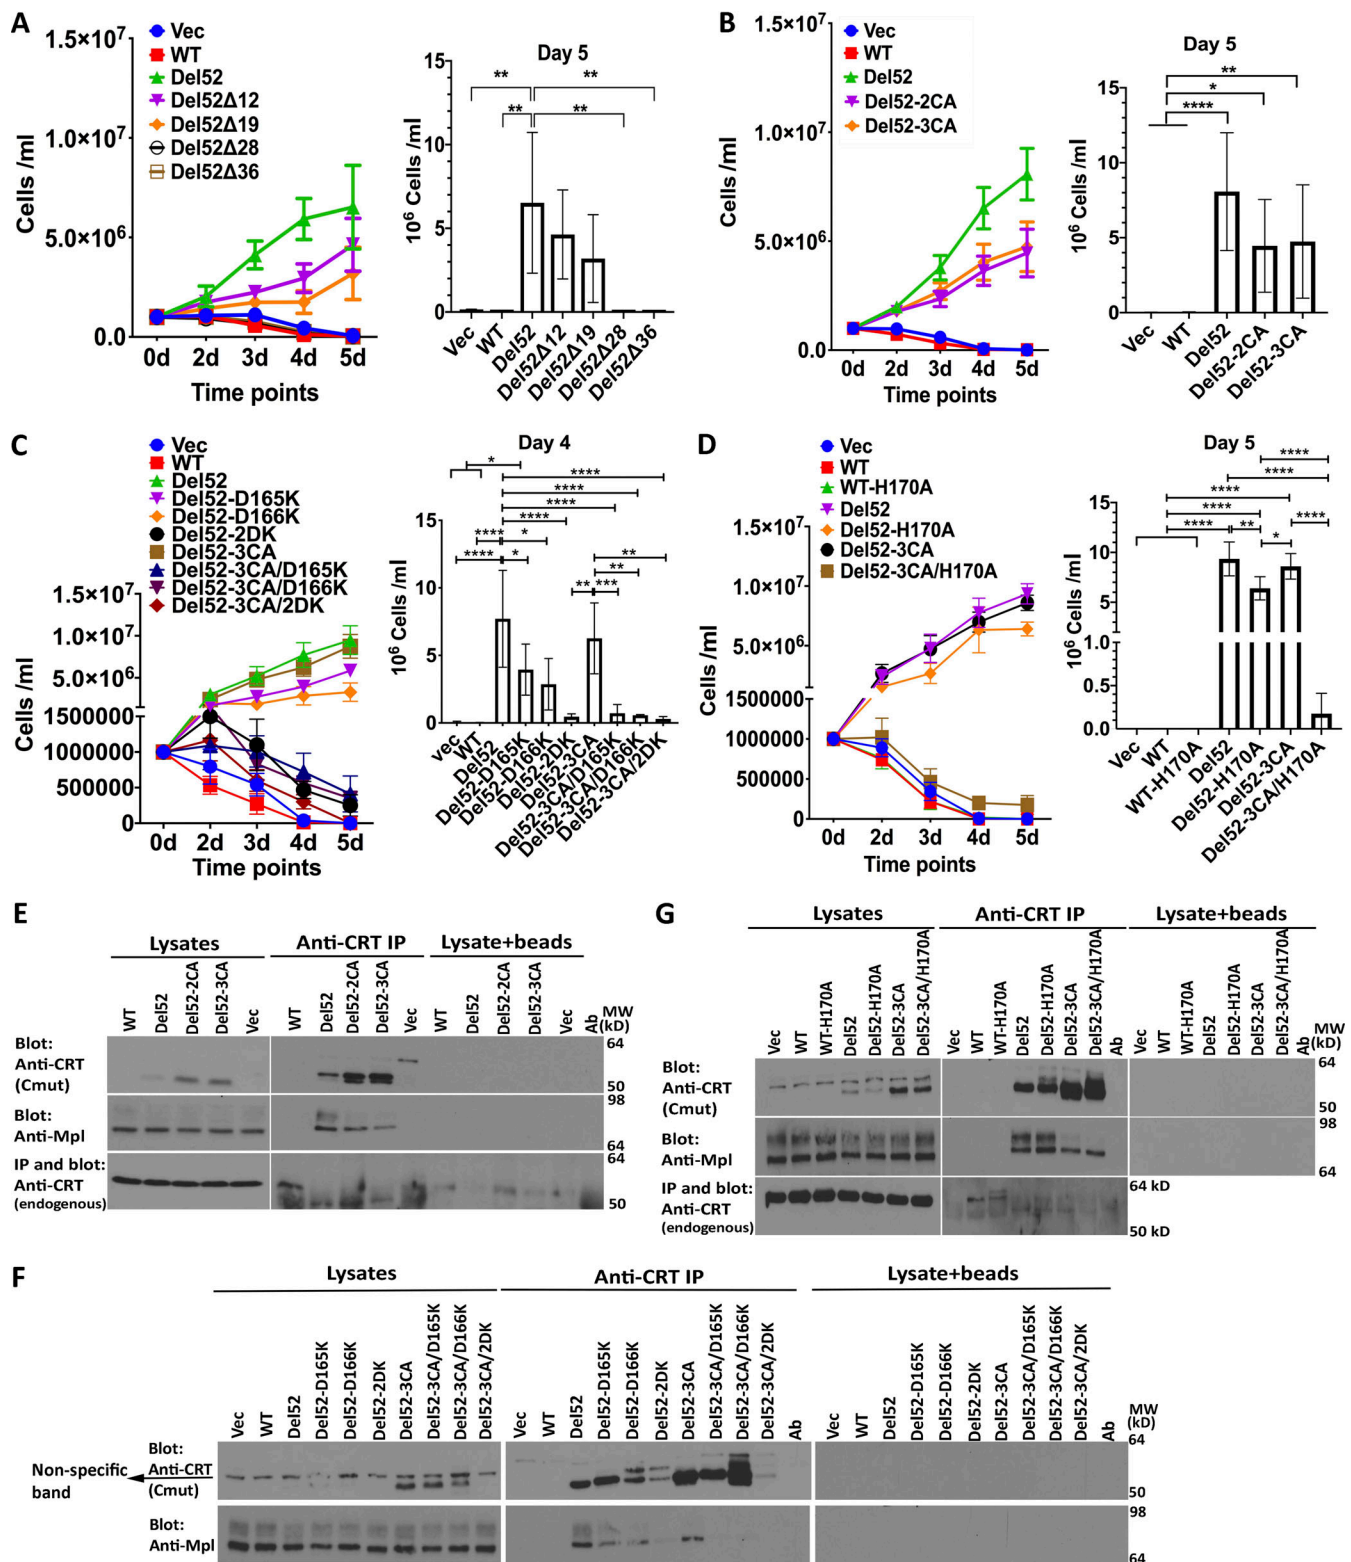 A
1.5×10⁷
1.0×10⁷
5.0×10⁶
0.0
Cells /ml
Vec
WT
Del52
Del52Δ12
Del52Δ19
Del52Δ28
Del52Δ36
0d 2d 3d 4d 5d
Time points
Day 5
** **
** **
15
10
5
0
10⁶ Cells /ml
Vec
WT
Del52
Del52Δ12
Del52Δ19
Del52Δ28
Del52Δ36
B
1.5×10⁷
1.0×10⁷
5.0×10⁶
0.0
Cells /ml
Vec
WT
Del52
Del52-2CA
Del52-3CA
0d 2d 3d 4d 5d
Time points
Day 5
**
*
****
15
10
5
0
10⁶ Cells /ml
Vec
WT
Del52
Del52-2CA
Del52-3CA
C
Vec
WT
Del52
Del52-D165K
Del52-D166K
Del52-2DK
Del52-3CA
Del52-3CA/D165K
Del52-3CA/D166K
Del52-3CA/2DK
1.5×10⁷
1.0×10⁷
5.0×10⁶
1500000
1000000
500000
0
Cells /ml
0d 2d 3d 4d 5d
Time points
Day 4
*
****
****
****
****
**** *
**** *
**
**
** ***
15
10
5
0
10⁶ Cells /ml
vec
WT
Del52
Del52-D165K
Del52-D166K
Del52-2DK
Del52-3CA
Del52-3CA/D165K
Del52-3CA/D166K
Del52-3CA/2DK
D
Vec
WT
WT-H170A
Del52
Del52-H170A
Del52-3CA
Del52-3CA/H170A
1.5×10⁷
1.0×10⁷
5.0×10⁶
1500000
1000000
500000
0
Cells /ml
0d 2d 3d 4d 5d
Time points
Day 5
****
****
****
****
**** ** ****
*
15
10
5
1.0
0.5
0.0
10⁶ Cells /ml
Vec
WT
WT-H170A
Del52
Del52-H170A
Del52-3CA
Del52-3CA/H170A
E
Lysates Anti-CRT IP Lysate+beads
WT Del52 Del52-2CA Del52-3CA Vec WT Del52 Del52-2CA Del52-3CA Vec WT Del52 Del52-2CA Del52-3CA Vec Ab
MW
(kD)
Blot:
Anti-CRT
(Cmut)
64
50
Blot:
Anti-Mpl
98
64
IP and blot:
Anti-CRT
(endogenous)
64
50
G
Lysates Anti-CRT IP Lysate+beads
Vec WT WT-H170A Del52 Del52-H170A Del52-3CA Del52-3CA/H170A Vec WT WT-H170A Del52 Del52-H170A Del52-3CA Del52-3CA/H170A Ab Vec WT WT-H170A Del52 Del52-H170A Del52-3CA Del52-3CA/H170A Ab
MW
(kD)
Blot:
Anti-CRT
(Cmut)
64
50
Blot:
Anti-Mpl
98
64
IP and blot:
Anti-CRT
(endogenous)
64 kD
50 kD
F
Lysates Anti-CRT IP Lysate+beads
Vec WT Del52 Del52-D165K Del52-D166K Del52-2DK Del52-3CA Del52-3CA/D165K Del52-3CA/D166K Del52-3CA/2DK Vec WT Del52 Del52-D165K Del52-D166K Del52-2DK Del52-3CA Del52-3CA/D165K Del52-3CA/D166K Del52-3CA/2DK Ab Vec WT Del52 Del52-D165K Del52-D166K Del52-2DK Del52-3CA Del52-3CA/D165K Del52-3CA/D166K Del52-3CA/2DK Ab
MW
(kD)
Non-specific
band
Blot:
Anti-CRT
(Cmut)
64
50
Blot:
Anti-Mpl
98
64